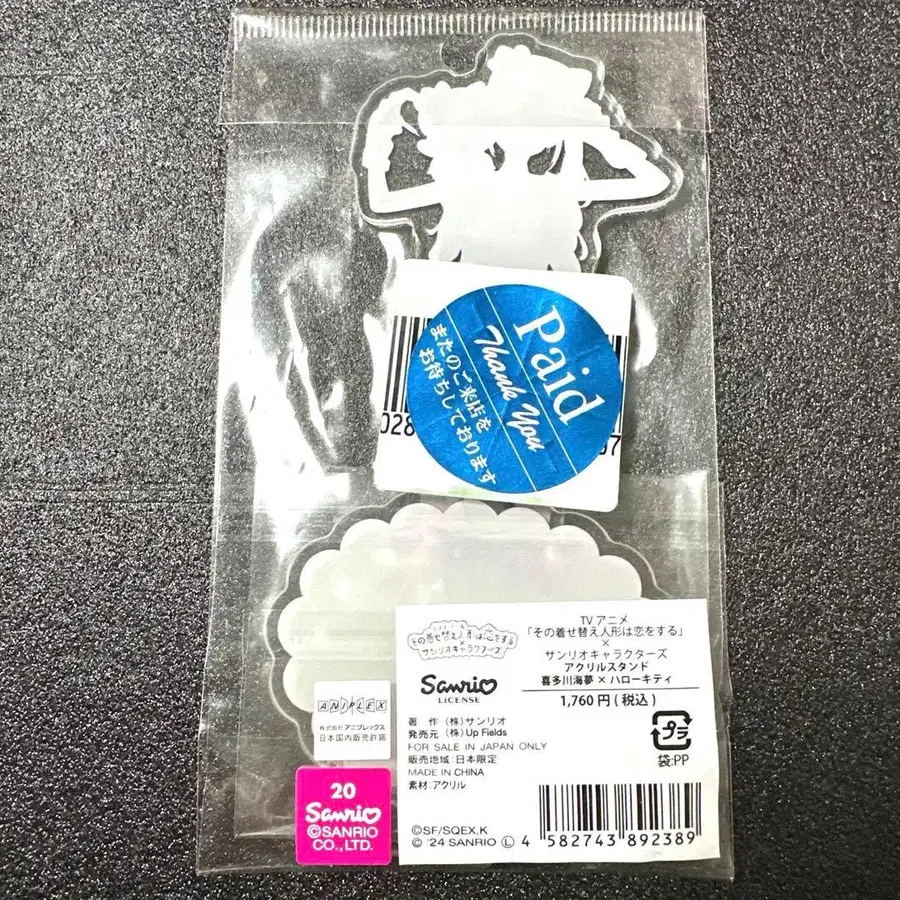 Paid
Thank You
またのご来店を
お待ちしております
028
57
その着せ替え人形は恋をする
×
サンリオキャラクターズ
Sanrio
LICENSE
TVアニメ
「その着せ替え人形は恋をする」
×
サンリオキャラクターズ
アクリルスタンド
喜多川海夢×ハローキティ
1,760円(税込)
著 作 (株)サンリオ
発売元 (株)Up Fields
FOR SALE IN JAPAN ONLY
販売地域:日本限定
MADE IN CHINA
素材:アクリル
プラ
袋:PP
©SF/SQEX,K
© '24 SANRIO Ⓛ
4 582743 892389
ANIPLEX
株式会社アニプレックス
日本国内販売許諾
20
Sanrio
©SANRIO
CO.,LTD.